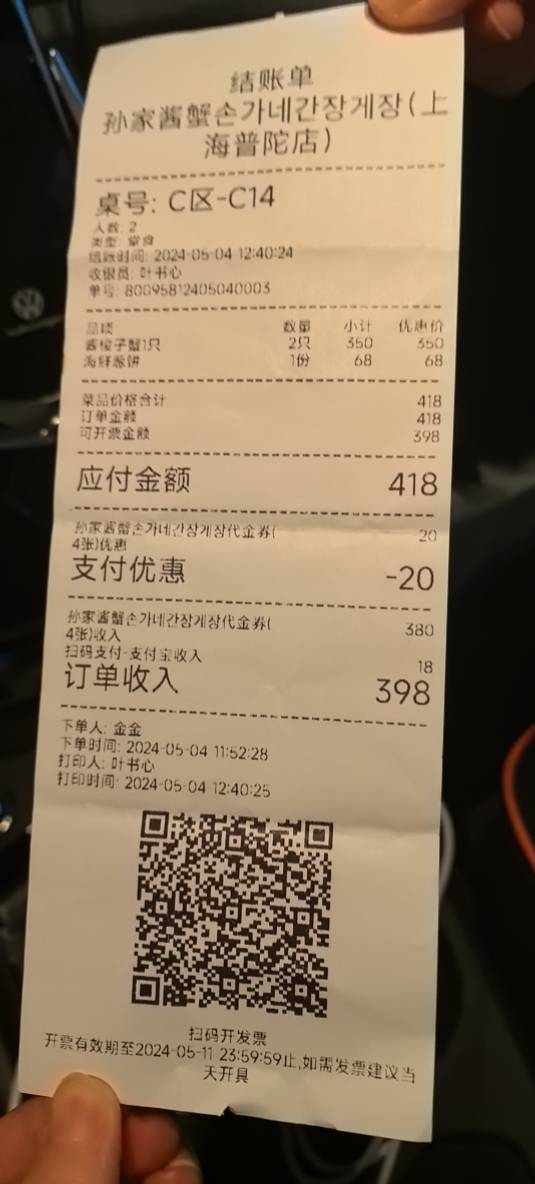 结账单
孙家酱蟹손가네간장게장(上
海普陀店)
桌号: C区-C14
人数: 2
类型: 堂食
结账时间: 2024-05-04 12:40:24
收银员: 叶书心
单号: 80095812405040003
品项 数量 小计 优惠价
酱梭子蟹1只 2只 350 350
海鲜葱饼 1份 68 68
菜品价格合计 418
订单金额 418
可开票金额 398
应付金额 418
孙家酱蟹손가네간장게장代金券( -20
4张)优惠
支付优惠 -20
孙家酱蟹손가네간장게장代金券( 380
4张)收入
扫码支付-支付宝收入 18
订单收入 398
下单人: 金金
下单时间: 2024-05-04 11:52:28
打印人: 叶书心
打印时间: 2024-05-04 12:40:25
扫码开发票
开票有效期至2024-05-11 23:59:59止,如需发票建议当
天开具